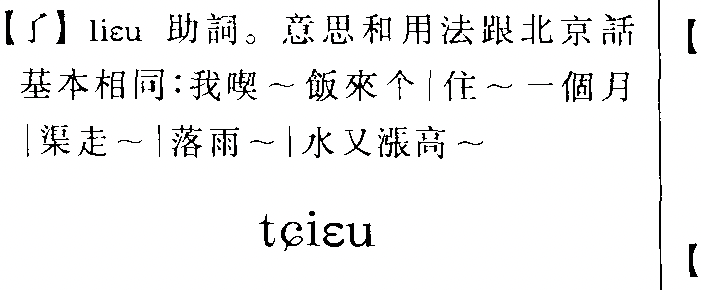 【了】liɛu 助詞。意思和用法跟北京話
基本相同:我喫～飯來个|住～一個月
|渠走～|落雨～|水又漲高～
tɕiɛu
【
【